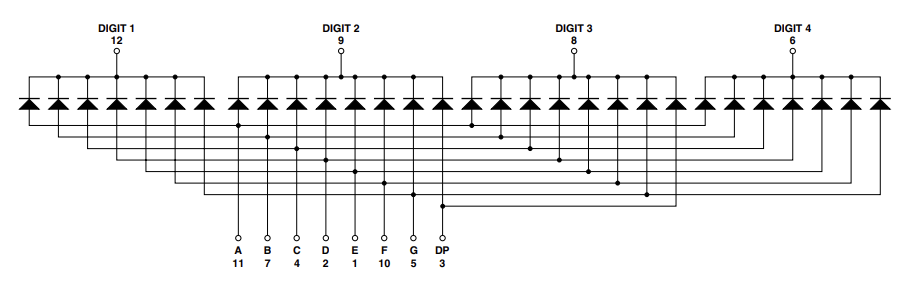 DIGIT 1 DIGIT 2 DIGIT 3 DIGIT 4
12 9 8 6
A B C D E F G DP
11 7 4 2 1 10 5 3